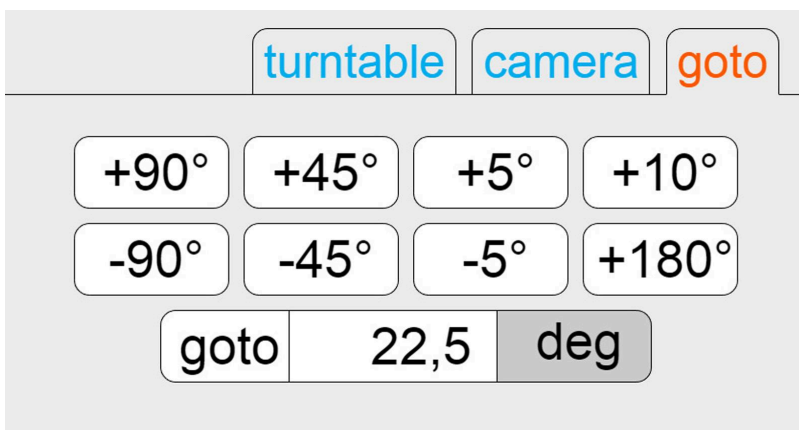 turntable camera goto
+90° +45° +5° +10°
-90° -45° -5° +180°
goto 22,5 deg